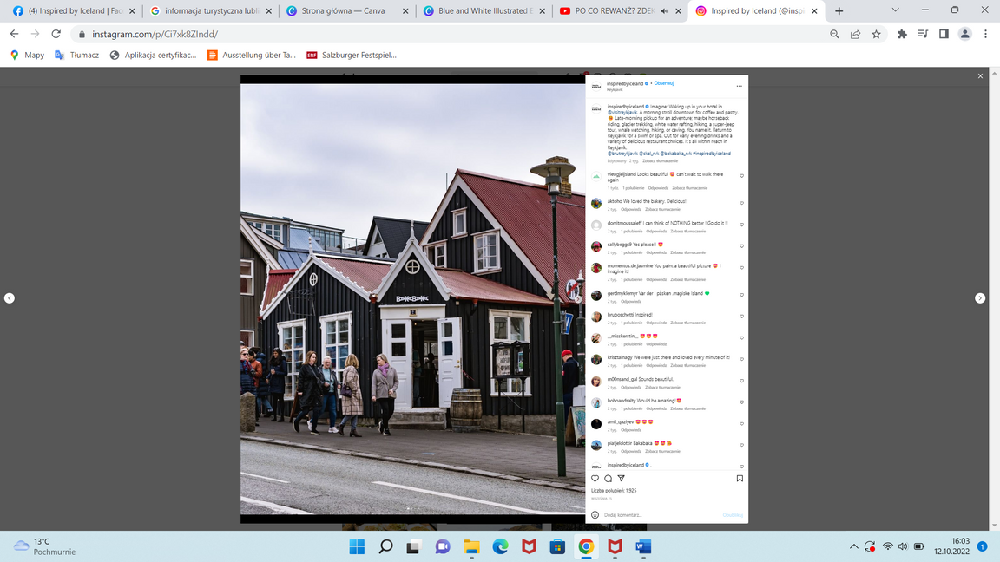 (4) Inspired by Iceland | Fac
informacja turystyczna lubli
Strona główna — Canva
Blue and White Illustrated B
PO CO REWANŻ? ZDEK
Inspired by Iceland (@inspi
instagram.com/p/Ci7xk8ZIndd/
Mapy
Tłumacz
Aplikacja certyfikac...
Ausstellung über Ta...
SRF
Salzburger Festspiel...
inspiredbyiceland • Obserwuj
Reykjavik
inspiredbyiceland Imagine: Waking up your hotel in
@visitreykjavik. A morning stroll downtown for coffee and pastry.
Late-morning pickup for an adventure; maybe horseback
riding, glacier trekking, white water rafting, hiking, a super-jeep
tour, whale watching, hiking, or caving. You name it. Return to
Reykjavik for a swim or spa. Out for early evening drinks and a
variety of delicious restaurant choices. It's all within reach in
Reykjavik.
@brutreykjavik @skal_rvk @bakabaka_rvk #inspiredbyiceland
Edytowany · 2 tyg. Zobacz tłumaczenie
vleugjeijsland Looks beautiful 😍 can't wait to walk there
again
1 tydz. 1 polubienie Odpowiedz Zobacz tłumaczenie
aktoho We loved the bakery. Delicious!
2 tyg. Odpowiedz Zobacz tłumaczenie
dorritmoussaieff I can think of NOTHING better ! Go do it !!
2 tyg. 1 polubienie Odpowiedz Zobacz tłumaczenie
sallybeggs9 Yes please!! 😍
2 tyg. 1 polubienie Odpowiedz Zobacz tłumaczenie
momentos.de.jasmine You paint a beautiful picture 😍 I
imagine it!
2 tyg. 1 polubienie Odpowiedz Zobacz tłumaczenie
gerdmyklemyr Var der i påsken .magiske Island 💚
2 tyg. Odpowiedz
bruboschetti Inspired!
2 tyg. 1 polubienie Odpowiedz Zobacz tłumaczenie
__misskerstin__ 😍😍😍
2 tyg. 1 polubienie Odpowiedz
krisztalnagy We were just there and loved every minute of it!
2 tyg. 1 polubienie Odpowiedz Zobacz tłumaczenie
m00nsand_gal Sounds beautiful..
2 tyg. Odpowiedz Zobacz tłumaczenie
bohoandsalty Would be amazing!😍
2 tyg. 1 polubienie Odpowiedz Zobacz tłumaczenie
amil_qaziyev 😍😍😍
2 tyg. Odpowiedz
piafjeldottir Bakabaka
2 tyg. Odpowiedz Zobacz tłumaczenie
inspiredbyiceland .
Liczba polubień: 1,925
Dodaj komentarz...
Opublikuj
13°C
Pochmurnie
16:03
12.10.2022
1